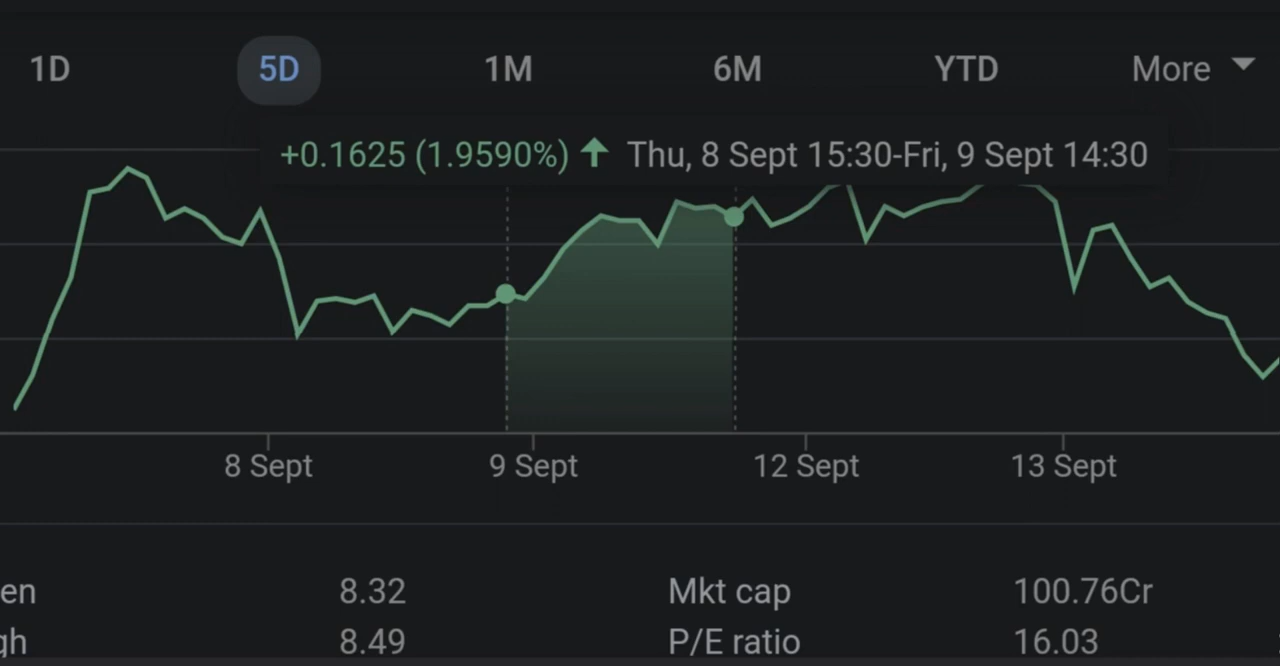 1D 5D 1M 6M YTD More
+0.1625 (1.9590%) Thu, 8 Sept 15:30-Fri, 9 Sept 14:30
8 Sept 9 Sept 12 Sept 13 Sept
en 8.32 Mkt cap 100.76Cr
gh 8.49 P/E ratio 16.03